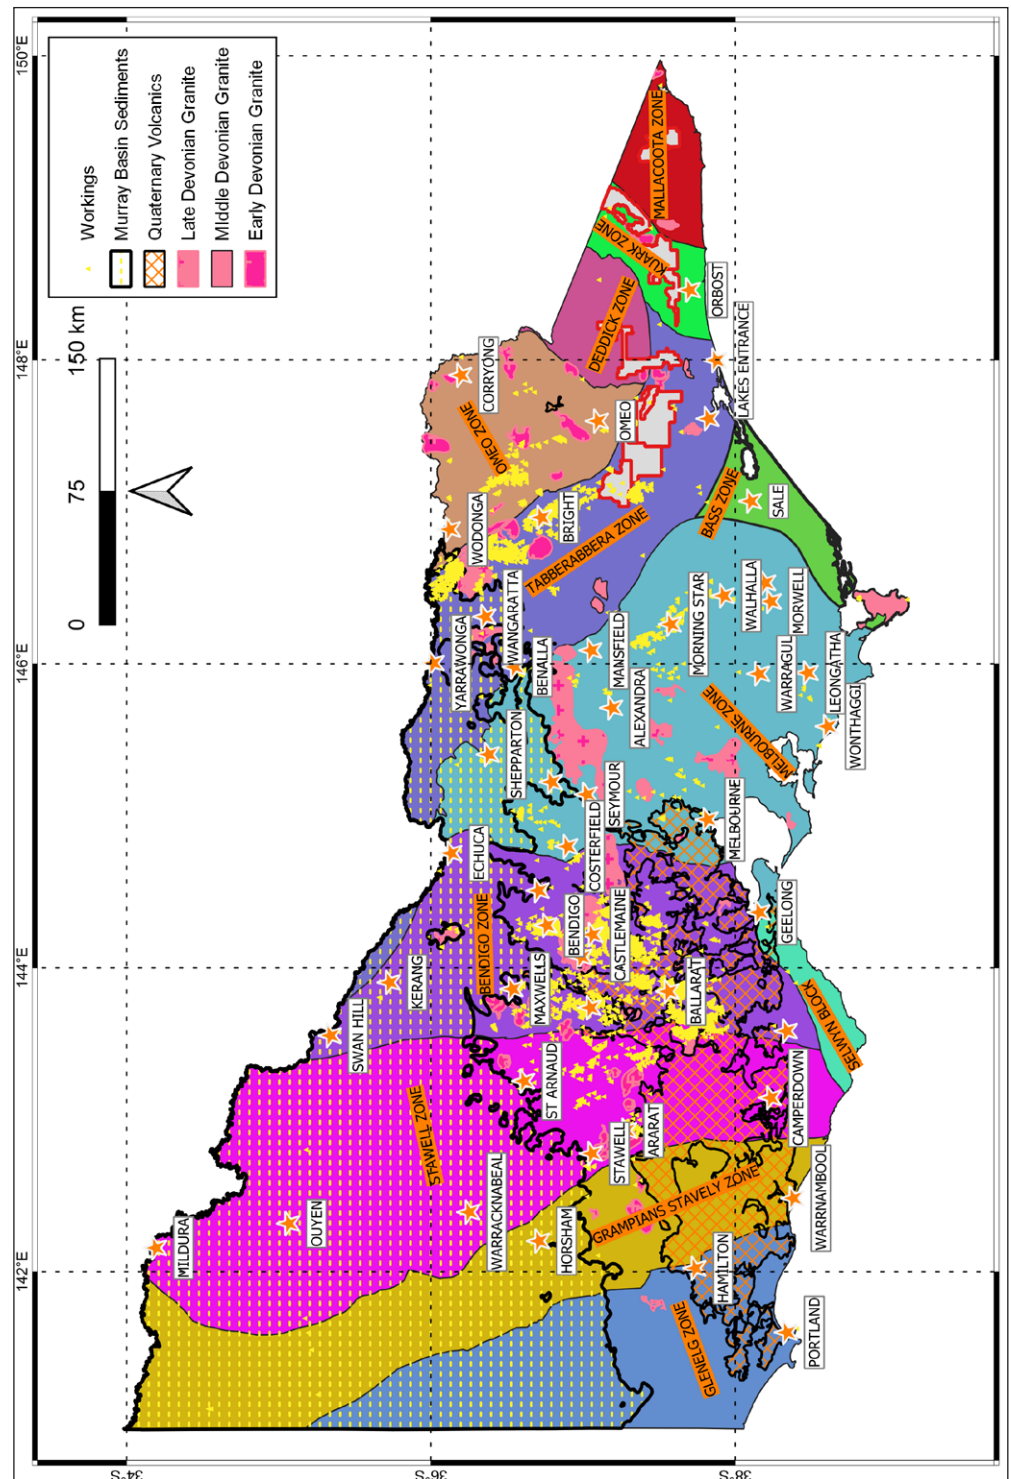 150°E
148°E
146°E
144°E
142°E
34°S
36°S
38°S
0
75
150 km
Workings
Murray Basin Sediments
Quaternary Volcanics
Late Devonian Granite
Middle Devonian Granite
Early Devonian Granite
MILDURA
OUYEN
SWAN HILL
KERANG
STAWELL ZONE
WARRACKNABEAL
HORSHAM
ST ARNAUD
STAWELL
ARARAT
GRAMPIANS STAVELY ZONE
GLENELG ZONE
HAMILTON
PORTLAND
WARRNAMBOOL
CAMPERDOWN
SELWYN BLOCK
BENDIGO ZONE
ECHUCA
MAXWELLS
BENDIGO
CASTLEMAINE
COSTERFIELD
BALLARAT
GEELONG
MELBOURNE
SEYMOUR
SHEPPARTON
YARRAWONGA
WANGARATTA
BENALLA
MANSFIELD
ALEXANDRA
MELBOURNE ZONE
MORNING STAR
WALHALLA
MORWELL
WARRAGUL
LEONGATHA
WONTHAGGI
WODONGA
BRIGHT
TABBERABBERA ZONE
OMEO ZONE
CORRYONG
OMEO
BASS ZONE
SALE
LAKES ENTRANCE
DEDDICK ZONE
KUARK ZONE
ORBOST
MALLACOOTA ZONE